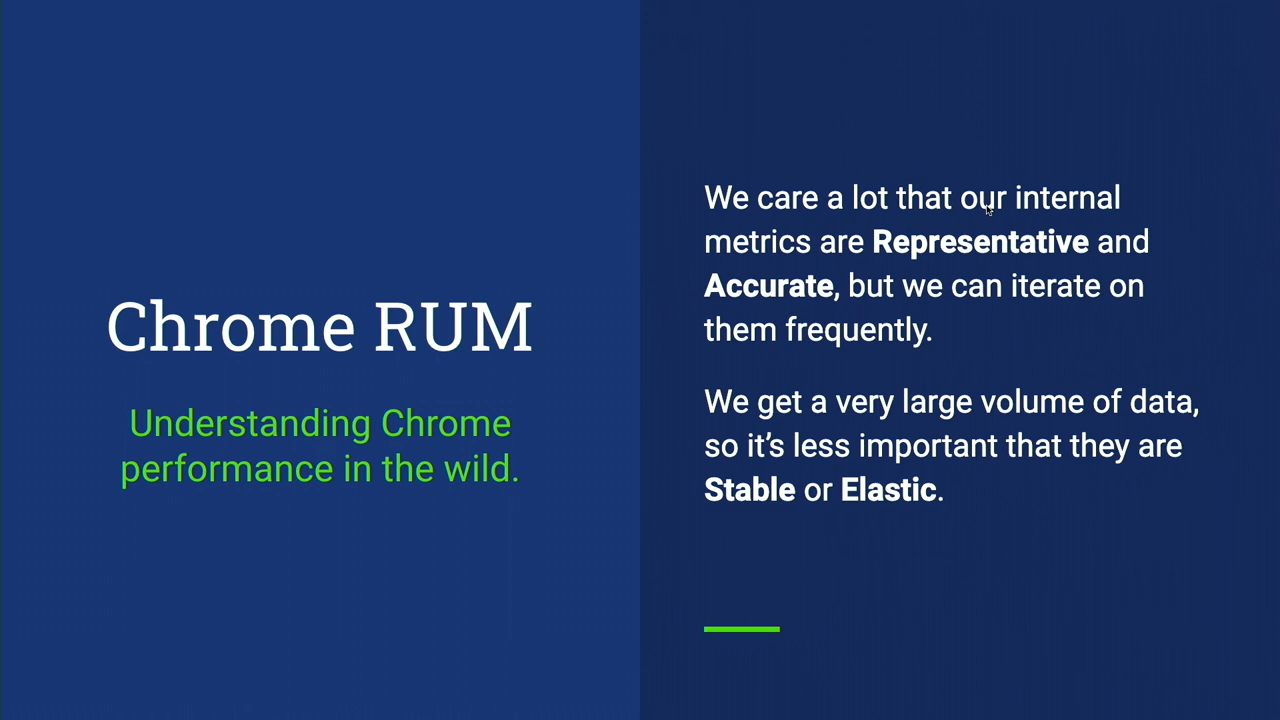 Chrome RUM
Understanding Chrome
performance in the wild.
We care a lot that our internal
metrics are Representative and
Accurate, but we can iterate on
them frequently.
We get a very large volume of data,
so it’s less important that they are
Stable or Elastic.